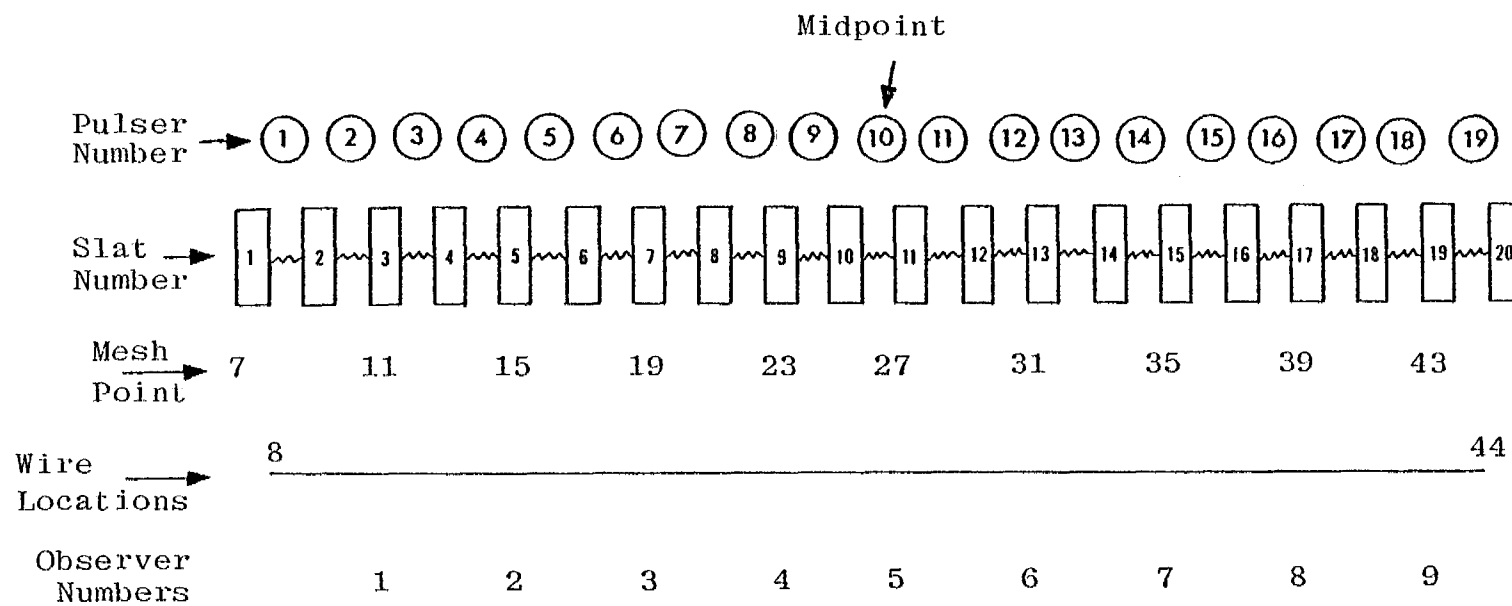 Midpoint
Pulser
Number
1 2 3 4 5 6 7 8 9 10 11 12 13 14 15 16 17 18 19
Slat
Number
1 2 3 4 5 6 7 8 9 10 11 12 13 14 15 16 17 18 19 20
Mesh
Point
7 11 15 19 23 27 31 35 39 43
Wire
Locations
8 44
Observer
Numbers
1 2 3 4 5 6 7 8 9